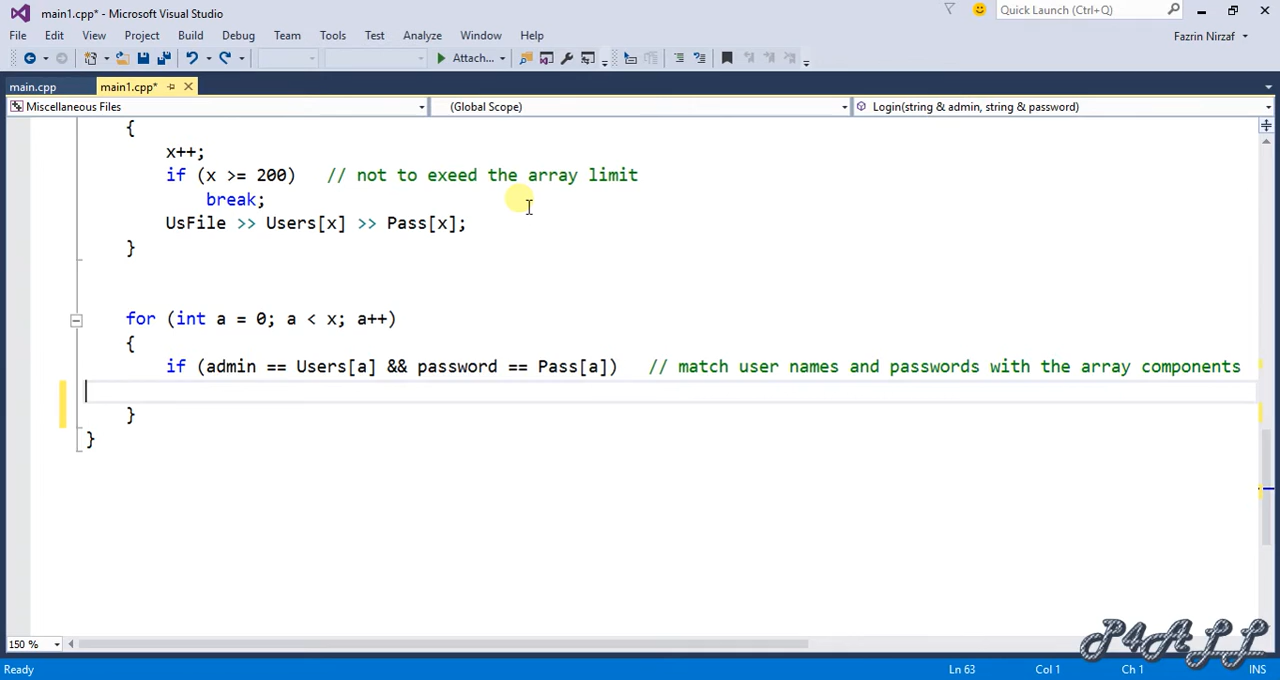 main1.cpp* - Microsoft Visual Studio
Quick Launch (Ctrl+Q)
File Edit View Project Build Debug Team Tools Test Analyze Window Help
Fazrin Nirzaf
Attach...
main.cpp main1.cpp*
Miscellaneous Files (Global Scope) Login(string & admin, string & password)
{
x++;
if (x >= 200) // not to exeed the array limit
break;
UsFile >> Users[x] >> Pass[x];
}
for (int a = 0; a < x; a++)
{
if (admin == Users[a] && password == Pass[a]) // match user names and passwords with the array components
}
}
P4ALL
150 %
Ready Ln 63 Col 1 Ch 1 INS